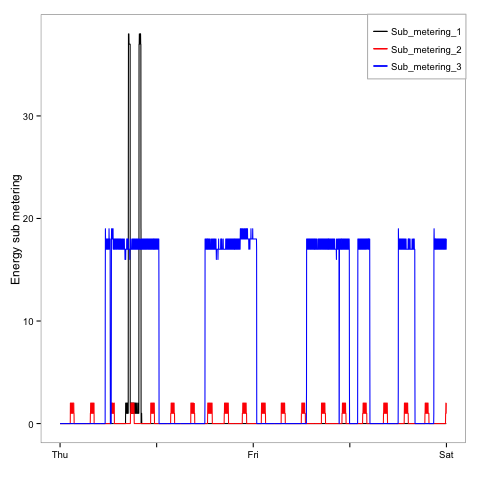 Sub_metering_1
Sub_metering_2
Sub_metering_3
Energy sub metering
30
20
10
0
Thu
Fri
Sat